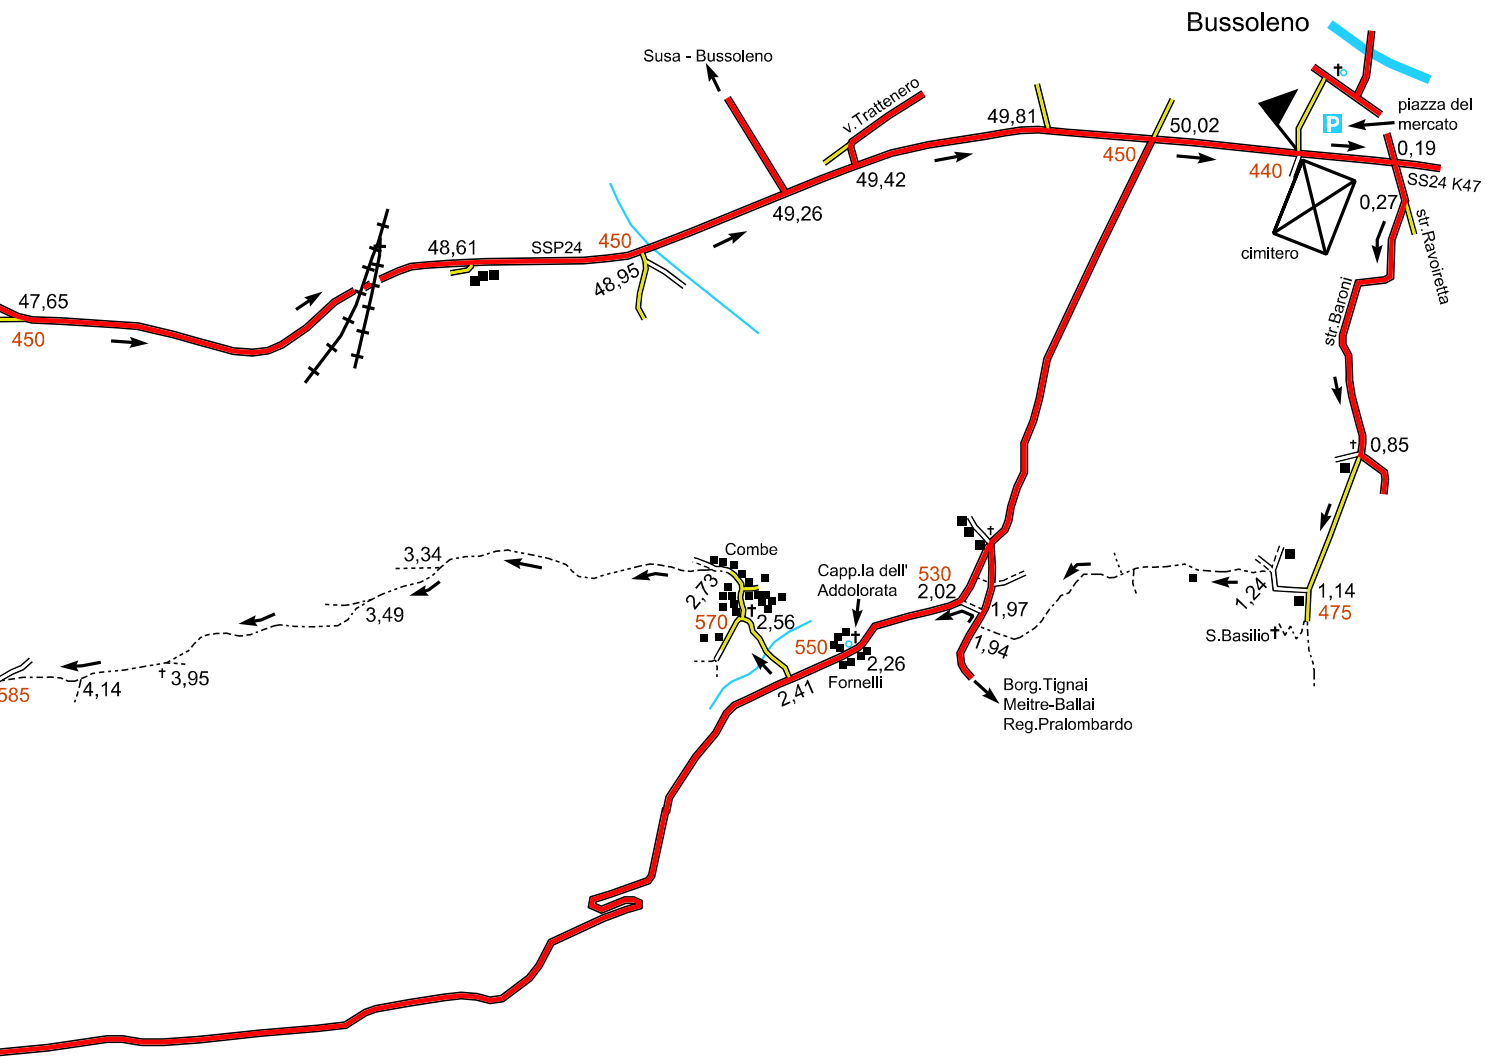 Bussoleno
Susa - Bussoleno
v.Trattenero
49,81
50,02
P
piazza del
mercato
0,19
450
440
SS24 K47
49,42
49,26
0,27
str.Ravoiretta
cimitero
48,61
SSP24
450
48,95
47,65
450
str.Baroni
0,85
3,34
Combe
2,73
3,49
570
2,56
Capp.la dell'
Addolorata
530
2,02
1,97
1,94
1,24
1,14
475
S.Basilio
550
2,26
Fornelli
2,41
3,95
4,14
585
Borg.Tignai
Meitre-Ballai
Reg.Pralombardo